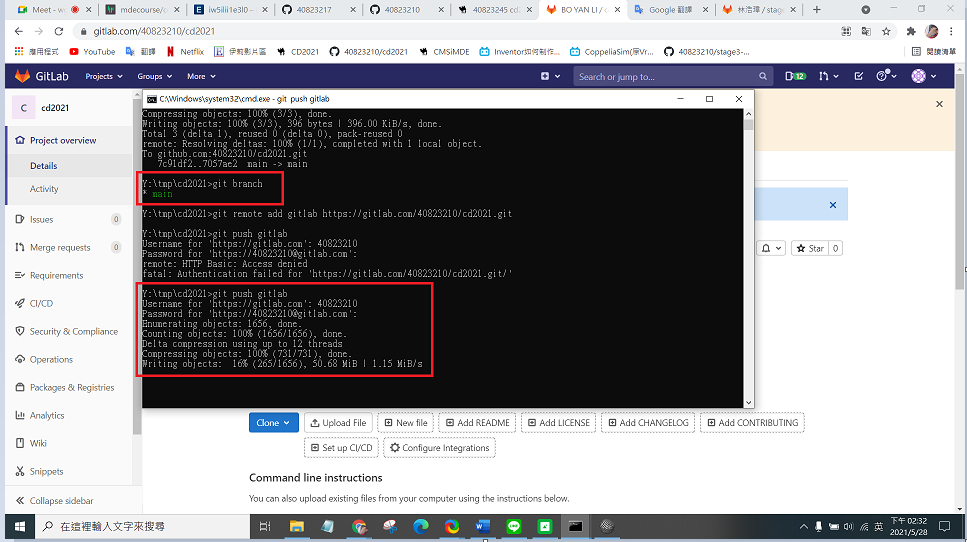 Meet - w
mdecourse/c
iw5ilii1e3l0 -
40823217
40823210
40823245 cd
BO YAN LI / c
Google 翻譯
林浩璋 / stage
gitlab.com/40823210/cd2021
應用程式
YouTube
翻譯
Netflix
伊莉影片區
CD2021
40823210/cd2021
CMSiMDE
Inventor如何制作...
CoppeliaSim(原Vr...
40823210/stage3-...
閱讀清單
GitLab
Projects
Groups
More
Search or jump to...
12
C
cd2021
Project overview
Details
Activity
Issues 0
Merge requests 0
Requirements
CI/CD
Security & Compliance
Operations
Packages & Registries
Analytics
Wiki
Snippets
Collapse sidebar
C:\Windows\system32\cmd.exe - git push gitlab
Compressing objects: 100% (3/3), done.
Writing objects: 100% (3/3), 396 bytes | 396.00 KiB/s, done.
Total 3 (delta 1), reused 0 (delta 0), pack-reused 0
remote: Resolving deltas: 100% (1/1), completed with 1 local object.
To github.com:40823210/cd2021.git
7c91df2..7057ae2 main -> main
Y:\tmp\cd2021>git branch
* main
Y:\tmp\cd2021>git remote add gitlab https://gitlab.com/40823210/cd2021.git
Y:\tmp\cd2021>git push gitlab
Username for 'https://gitlab.com': 40823210
Password for 'https://40823210@gitlab.com':
remote: HTTP Basic: Access denied
fatal: Authentication failed for 'https://gitlab.com/40823210/cd2021.git/'
Y:\tmp\cd2021>git push gitlab
Username for 'https://gitlab.com': 40823210
Password for 'https://40823210@gitlab.com':
Enumerating objects: 1656, done.
Counting objects: 100% (1656/1656), done.
Delta compression using up to 12 threads
Compressing objects: 100% (731/731), done.
Writing objects: 16% (265/1656), 50.68 MiB | 1.15 MiB/s
Star 0
Clone
Upload File
New file
Add README
Add LICENSE
Add CHANGELOG
Add CONTRIBUTING
Set up CI/CD
Configure Integrations
Command line instructions
You can also upload existing files from your computer using the instructions below.
在這裡輸入文字來搜尋
英
下午 02:32
2021/5/28